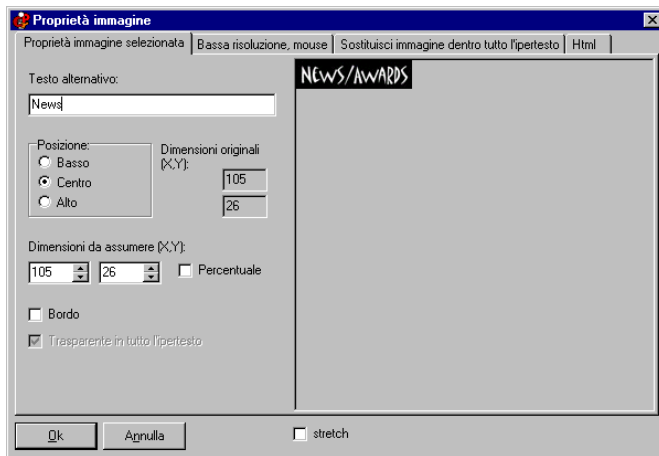 Proprietà immagine
Proprietà immagine selezionata Bassa risoluzione, mouse Sostituisci immagine dentro tutto l'ipertesto Html
Testo alternativo:
News
NEWS/AWARDS
Posizione:
Basso
Centro
Alto
Dimensioni originali
(X,Y):
105
26
Dimensioni da assumere (X,Y):
105 26 Percentuale
Bordo
Trasparente in tutto l'ipertesto
Ok Annulla stretch